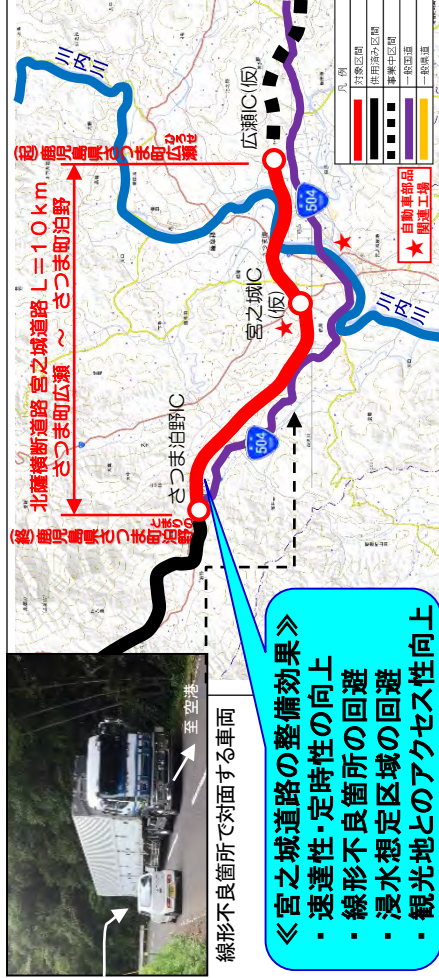 北薩横断道路 宮之城道路 L=10km
さつま町広瀬 ～ さつま町泊野
(起)鹿児島県さつま町広瀬
ひろせ
(終)鹿児島県さつま町泊野
とまりの
川内川
広瀬IC(仮)
宮之城IC
(仮)
さつま泊野IC
504
504
川内川
自動車部品
関連工場
凡 例
対象区間
供用済み区間
事業中区間
一般国道
一般県道
至 空港
線形不良箇所で対面する車両
≪宮之城道路の整備効果≫
・速達性・定時性の向上
・線形不良箇所の回避
・浸水想定区域の回避
・観光地とのアクセス性向上